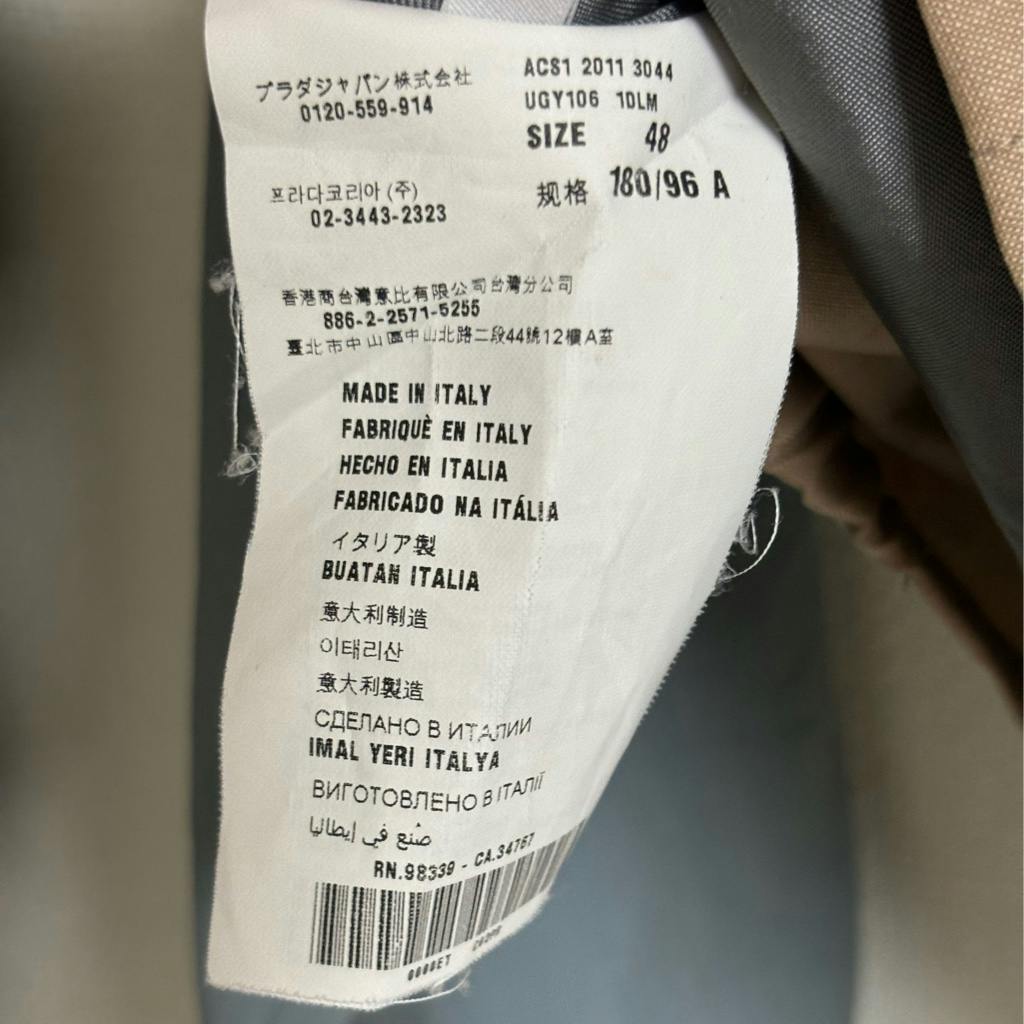 プラダジャパン株式会社
0120-559-914
ACS1 2011 3044
UGY106 1DLM
SIZE 48
规格 180/96 A
프라다코리아 (주)
02-3443-2323
香港商台灣意比有限公司台灣分公司
886-2-2571-5255
臺北市中山區中山北路二段44號12樓A室
MADE IN ITALY
FABRIQUÈ EN ITALY
HECHO EN ITALIA
FABRICADO NA ITÁLIA
イタリア製
BUATAN ITALIA
意大利制造
이태리산
意大利製造
СДЕЛАНО В ИТАЛИИ
IMAL YERI ITALYA
ВИГОТОВЛЕНО В ІТАЛІЇ
صنع في إيطاليا
RN.98339 - CA.34767